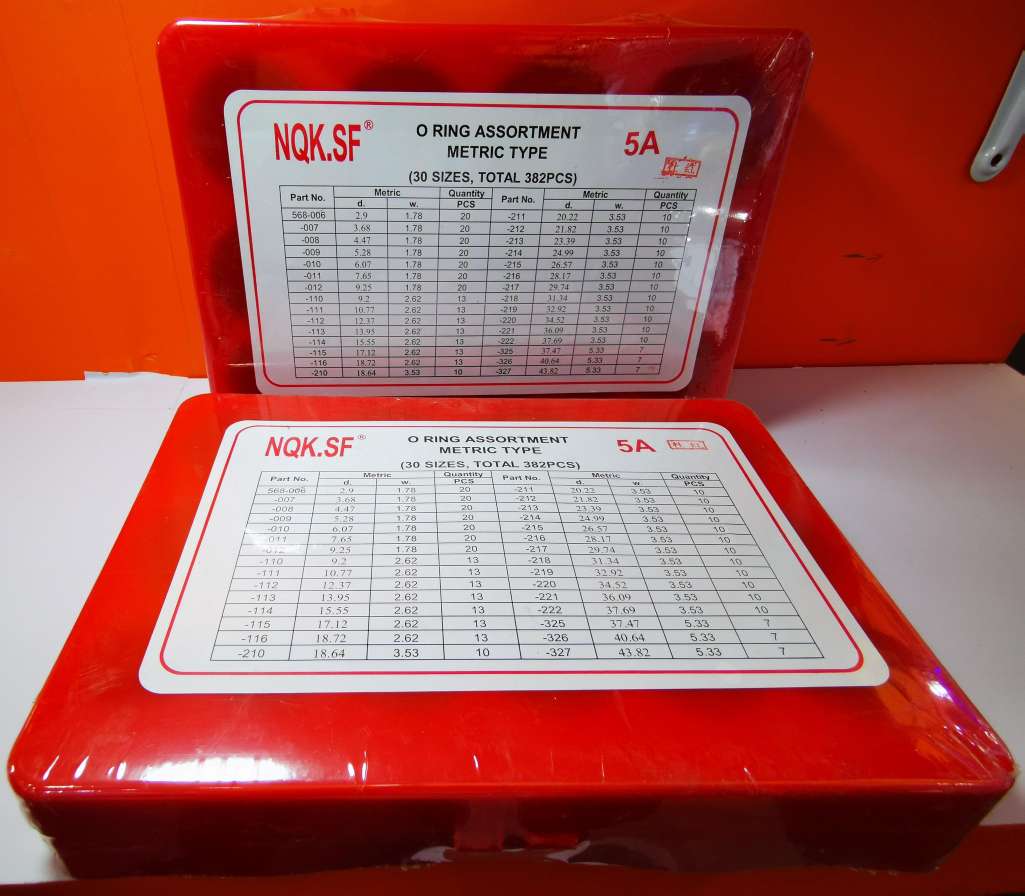 NQK.SF® O RING ASSORTMENT 5A
METRIC TYPE
(30 SIZES, TOTAL 382PCS)
Part No. Metric Quantity Part No. Metric Quantity
d. w. PCS d. w. PCS
568-006 2.9 1.78 20 -211 20.22 3.53 10
-007 3.68 1.78 20 -212 21.82 3.53 10
-008 4.47 1.78 20 -213 23.39 3.53 10
-009 5.28 1.78 20 -214 24.99 3.53 10
-010 6.07 1.78 20 -215 26.57 3.53 10
-011 7.65 1.78 20 -216 28.17 3.53 10
-012 9.25 1.78 20 -217 29.74 3.53 10
-110 9.2 2.62 13 -218 31.34 3.53 10
-111 10.77 2.62 13 -219 32.92 3.53 10
-112 12.37 2.62 13 -220 34.52 3.53 10
-113 13.95 2.62 13 -221 36.09 3.53 10
-114 15.55 2.62 13 -222 37.69 3.53 10
-115 17.12 2.62 13 -325 37.47 5.33 7
-116 18.72 2.62 13 -326 40.64 5.33 7
-210 18.64 3.53 10 -327 43.82 5.33 7
NQK.SF® O RING ASSORTMENT 5A
METRIC TYPE
(30 SIZES, TOTAL 382PCS)
Part No. Metric Quantity Part No. Metric Quantity
d. w. PCS d. w. PCS
568-006 2.9 1.78 20 -211 20.22 3.53 10
-007 3.68 1.78 20 -212 21.82 3.53 10
-008 4.47 1.78 20 -213 23.39 3.53 10
-009 5.28 1.78 20 -214 24.99 3.53 10
-010 6.07 1.78 20 -215 26.57 3.53 10
-011 7.65 1.78 20 -216 28.17 3.53 10
-012 9.25 1.78 20 -217 29.74 3.53 10
-110 9.2 2.62 13 -218 31.34 3.53 10
-111 10.77 2.62 13 -219 32.92 3.53 10
-112 12.37 2.62 13 -220 34.52 3.53 10
-113 13.95 2.62 13 -221 36.09 3.53 10
-114 15.55 2.62 13 -222 37.69 3.53 10
-115 17.12 2.62 13 -325 37.47 5.33 7
-116 18.72 2.62 13 -326 40.64 5.33 7
-210 18.64 3.53 10 -327 43.82 5.33 7